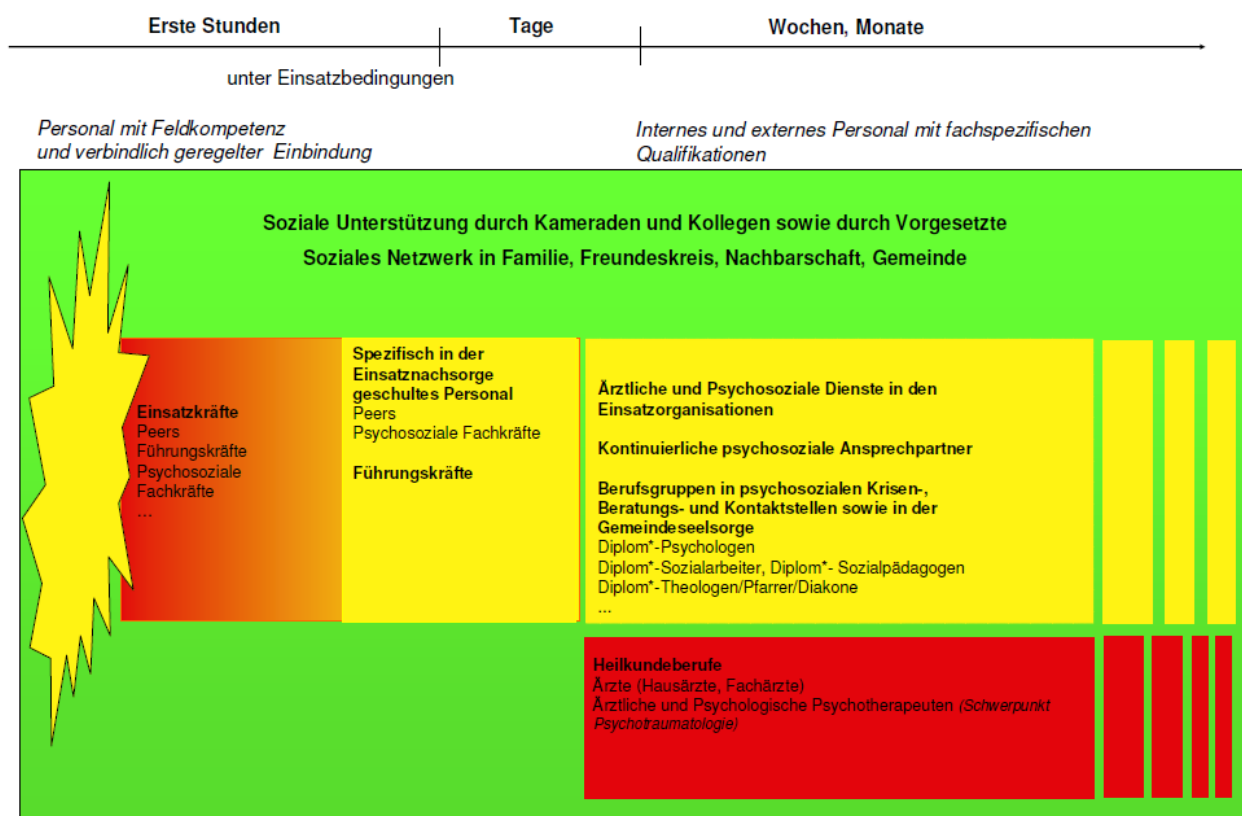 Erste Stunden
Tage
Wochen, Monate
unter Einsatzbedingungen
Personal mit Feldkompetenz
und verbindlich geregelter Einbindung
Internes und externes Personal mit fachspezifischen
Qualifikationen
Soziale Unterstützung durch Kameraden und Kollegen sowie durch Vorgesetzte
Soziales Netzwerk in Familie, Freundeskreis, Nachbarschaft, Gemeinde
Einsatzkräfte
Peers
Führungskräfte
Psychosoziale
Fachkräfte
...
Spezifisch in der
Einsatznachsorge
geschultes Personal
Peers
Psychosoziale Fachkräfte
Führungskräfte
Ärztliche und Psychosoziale Dienste in den
Einsatzorganisationen
Kontinuierliche psychosoziale Ansprechpartner
Berufsgruppen in psychosozialen Krisen-,
Beratungs- und Kontaktstellen sowie in der
Gemeindeseelsorge
Diplom*-Psychologen
Diplom*-Sozialarbeiter, Diplom*- Sozialpädagogen
Diplom*-Theologen/Pfarrer/Diakone
...
Heilkundeberufe
Ärzte (Hausärzte, Fachärzte)
Ärztliche und Psychologische Psychotherapeuten (Schwerpunkt
Psychotraumatologie)